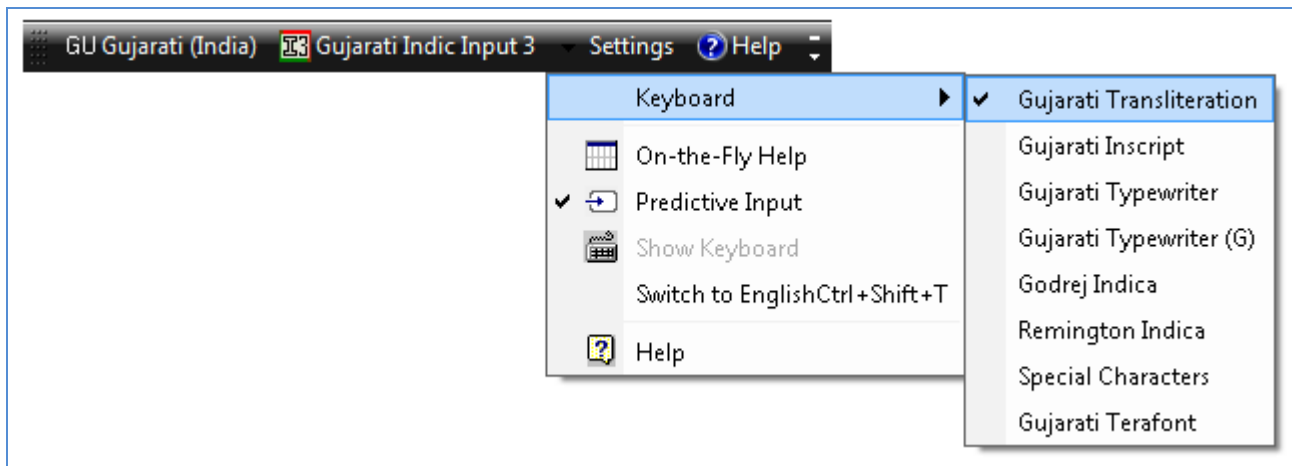 GU Gujarati (India) Gujarati Indic Input 3 Settings Help
Keyboard
On-the-Fly Help
Predictive Input
Show Keyboard
Switch to EnglishCtrl+Shift+T
Help
Gujarati Transliteration
Gujarati Inscript
Gujarati Typewriter
Gujarati Typewriter (G)
Godrej Indica
Remington Indica
Special Characters
Gujarati Terafont